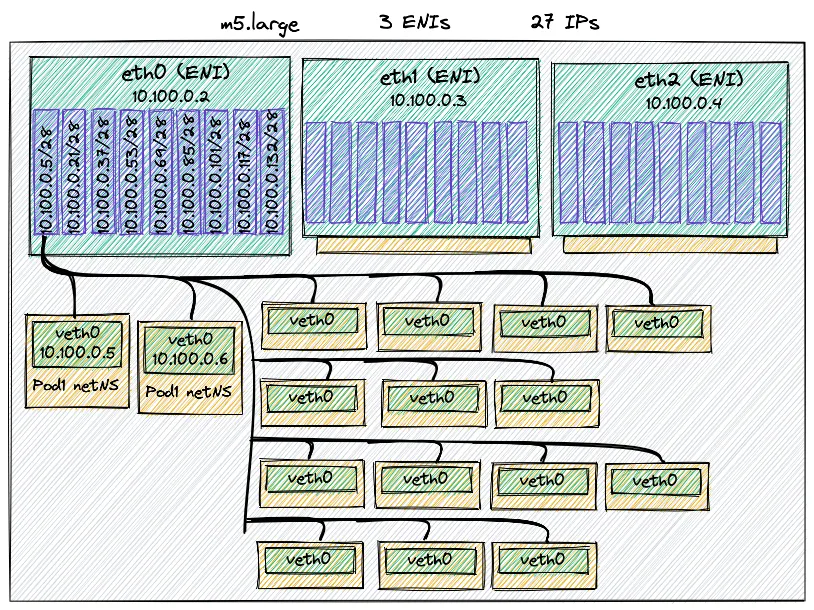 m5.large 3 ENIs 27 IPs
eth0 (ENI)
10.100.0.2
10.100.0.5/28
10.100.0.21/28
10.100.0.37/28
10.100.0.53/28
10.100.0.69/28
10.100.0.85/28
10.100.0.101/28
10.100.0.117/28
10.100.0.132/28
eth1 (ENI)
10.100.0.3
eth2 (ENI)
10.100.0.4
veth0
10.100.0.5
Pod1 netNS
veth0
10.100.0.6
Pod1 netNS
veth0
veth0
veth0
veth0
veth0
veth0
veth0
veth0
veth0
veth0
veth0
veth0
veth0
veth0